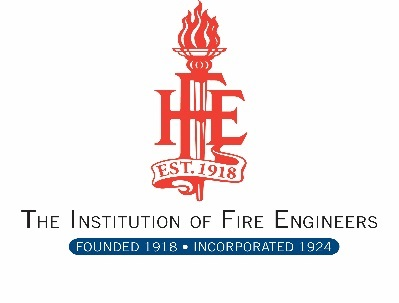 IFE
EST. 1918
THE INSTITUTION OF FIRE ENGINEERS
FOUNDED 1918 • INCORPORATED 1924